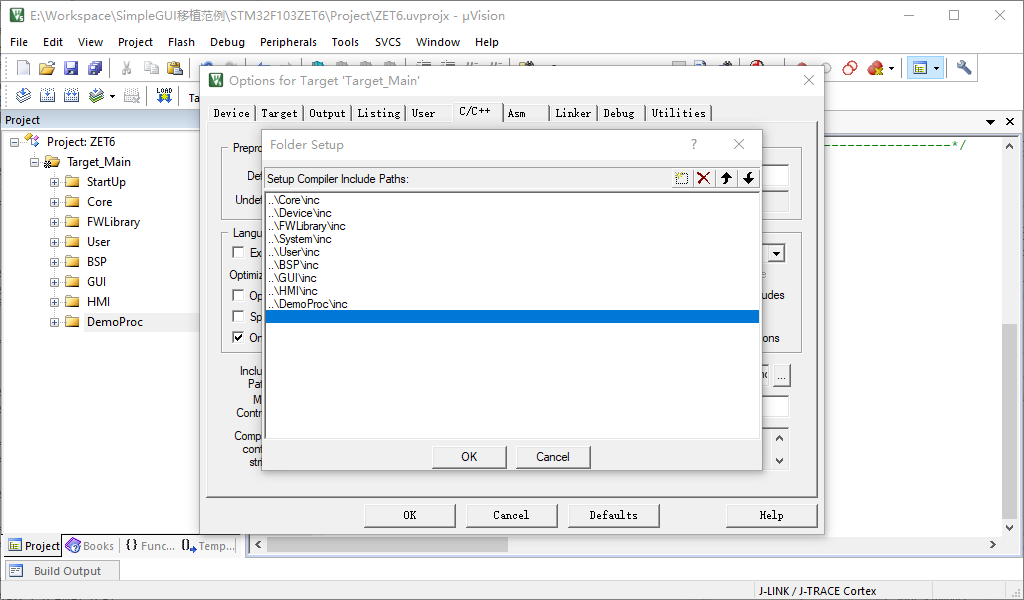 E:\Workspace\SimpleGUI移植范例\STM32F103ZET6\Project\ZET6.uvprojx - µVision
File Edit View Project Flash Debug Peripherals Tools SVCS Window Help
LOAD
Ta
Options for Target 'Target_Main'
Device Target Output Listing User C/C++ Asm Linker Debug Utilities
Project
Project: ZET6
Target_Main
StartUp
Core
FWLibrary
User
BSP
GUI
HMI
DemoProc
Prepro
Def
Undef
Langu
Ex
Optimiz
Op
Sp
On
Inclu
Pat
M
Contr
Comp
cont
stri
udes
ons
Folder Setup
Setup Compiler Include Paths:
..\Core\inc
..\Device\inc
..\FWLibrary\inc
..\System\inc
..\User\inc
..\BSP\inc
..\GUI\inc
..\HMI\inc
..\DemoProc\inc
OK Cancel
OK Cancel Defaults Help
-----------------*/
Project Books {} Func... Temp...
Build Output
J-LINK / J-TRACE Cortex